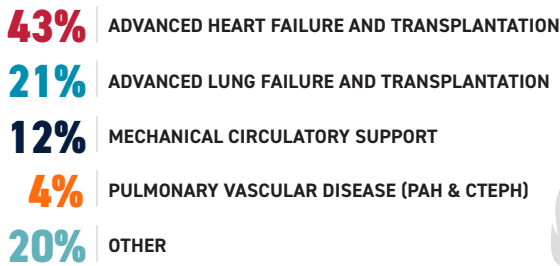 43% ADVANCED HEART FAILURE AND TRANSPLANTATION
21% ADVANCED LUNG FAILURE AND TRANSPLANTATION
12% MECHANICAL CIRCULATORY SUPPORT
4% PULMONARY VASCULAR DISEASE (PAH & CTEPH)
20% OTHER